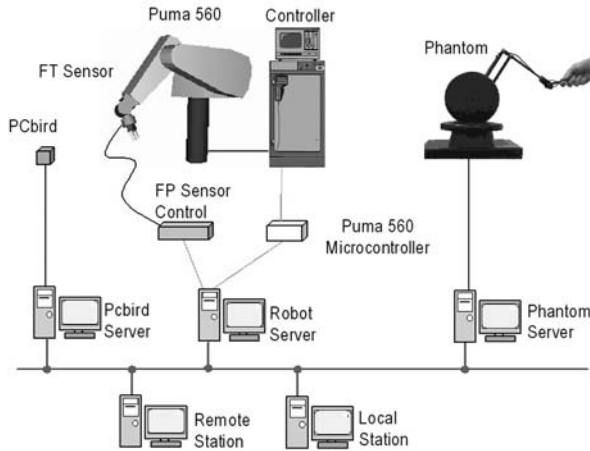 Puma 560
Controller
Phantom
FT Sensor
PCbird
FP Sensor
Control
Puma 560
Microcontroller
Pcbird
Server
Robot
Server
Phantom
Server
Remote
Station
Local
Station